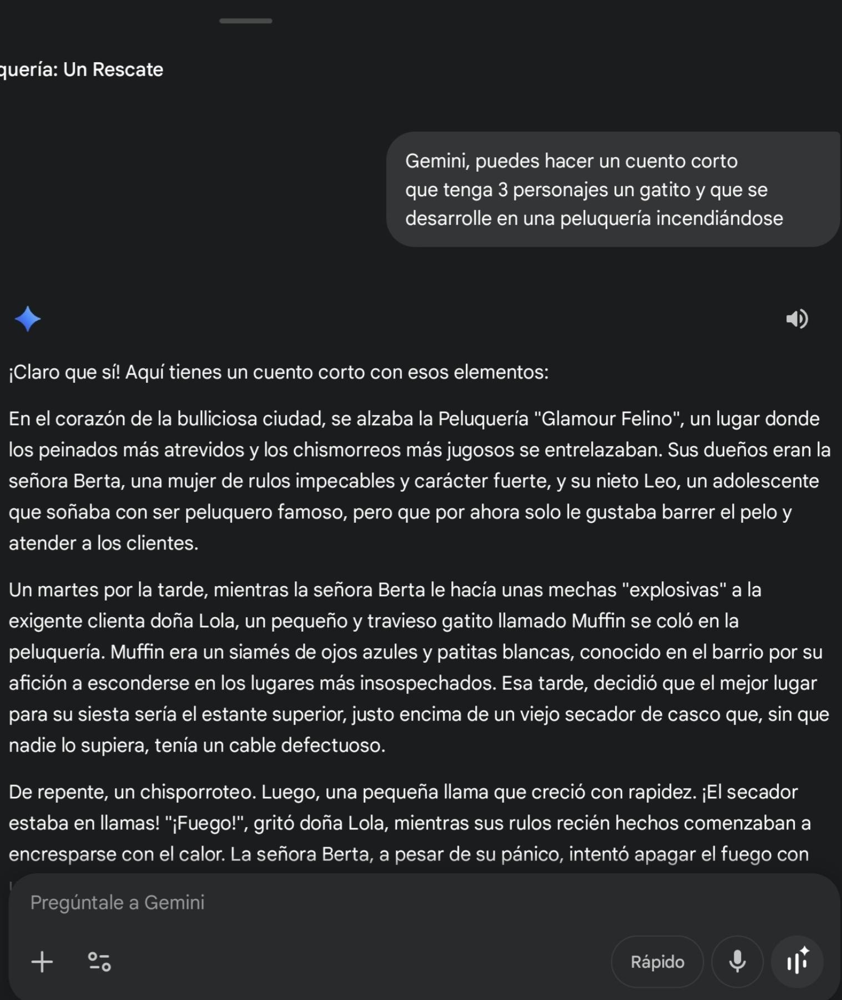 quería: Un Rescate
Gemini, puedes hacer un cuento corto
que tenga 3 personajes un gatito y que se
desarrolle en una peluquería incendiándose
¡Claro que sí! Aquí tienes un cuento corto con esos elementos:
En el corazón de la bulliciosa ciudad, se alzaba la Peluquería "Glamour Felino", un lugar donde
los peinados más atrevidos y los chismorreos más jugosos se entrelazaban. Sus dueños eran la
señora Berta, una mujer de rulos impecables y carácter fuerte, y su nieto Leo, un adolescente
que soñaba con ser peluquero famoso, pero que por ahora solo le gustaba barrer el pelo y
atender a los clientes.
Un martes por la tarde, mientras la señora Berta le hacía unas mechas "explosivas" a la
exigente clienta doña Lola, un pequeño y travieso gatito llamado Muffin se coló en la
peluquería. Muffin era un siamés de ojos azules y patitas blancas, conocido en el barrio por su
afición a esconderse en los lugares más insospechados. Esa tarde, decidió que el mejor lugar
para su siesta sería el estante superior, justo encima de un viejo secador de casco que, sin que
nadie lo supiera, tenía un cable defectuoso.
De repente, un chisporroteo. Luego, una pequeña llama que creció con rapidez. ¡El secador
estaba en llamas! "¡Fuego!", gritó doña Lola, mientras sus rulos recién hechos comenzaban a
encresparse con el calor. La señora Berta, a pesar de su pánico, intentó apagar el fuego con
Pregúntale a Gemini
Rápido